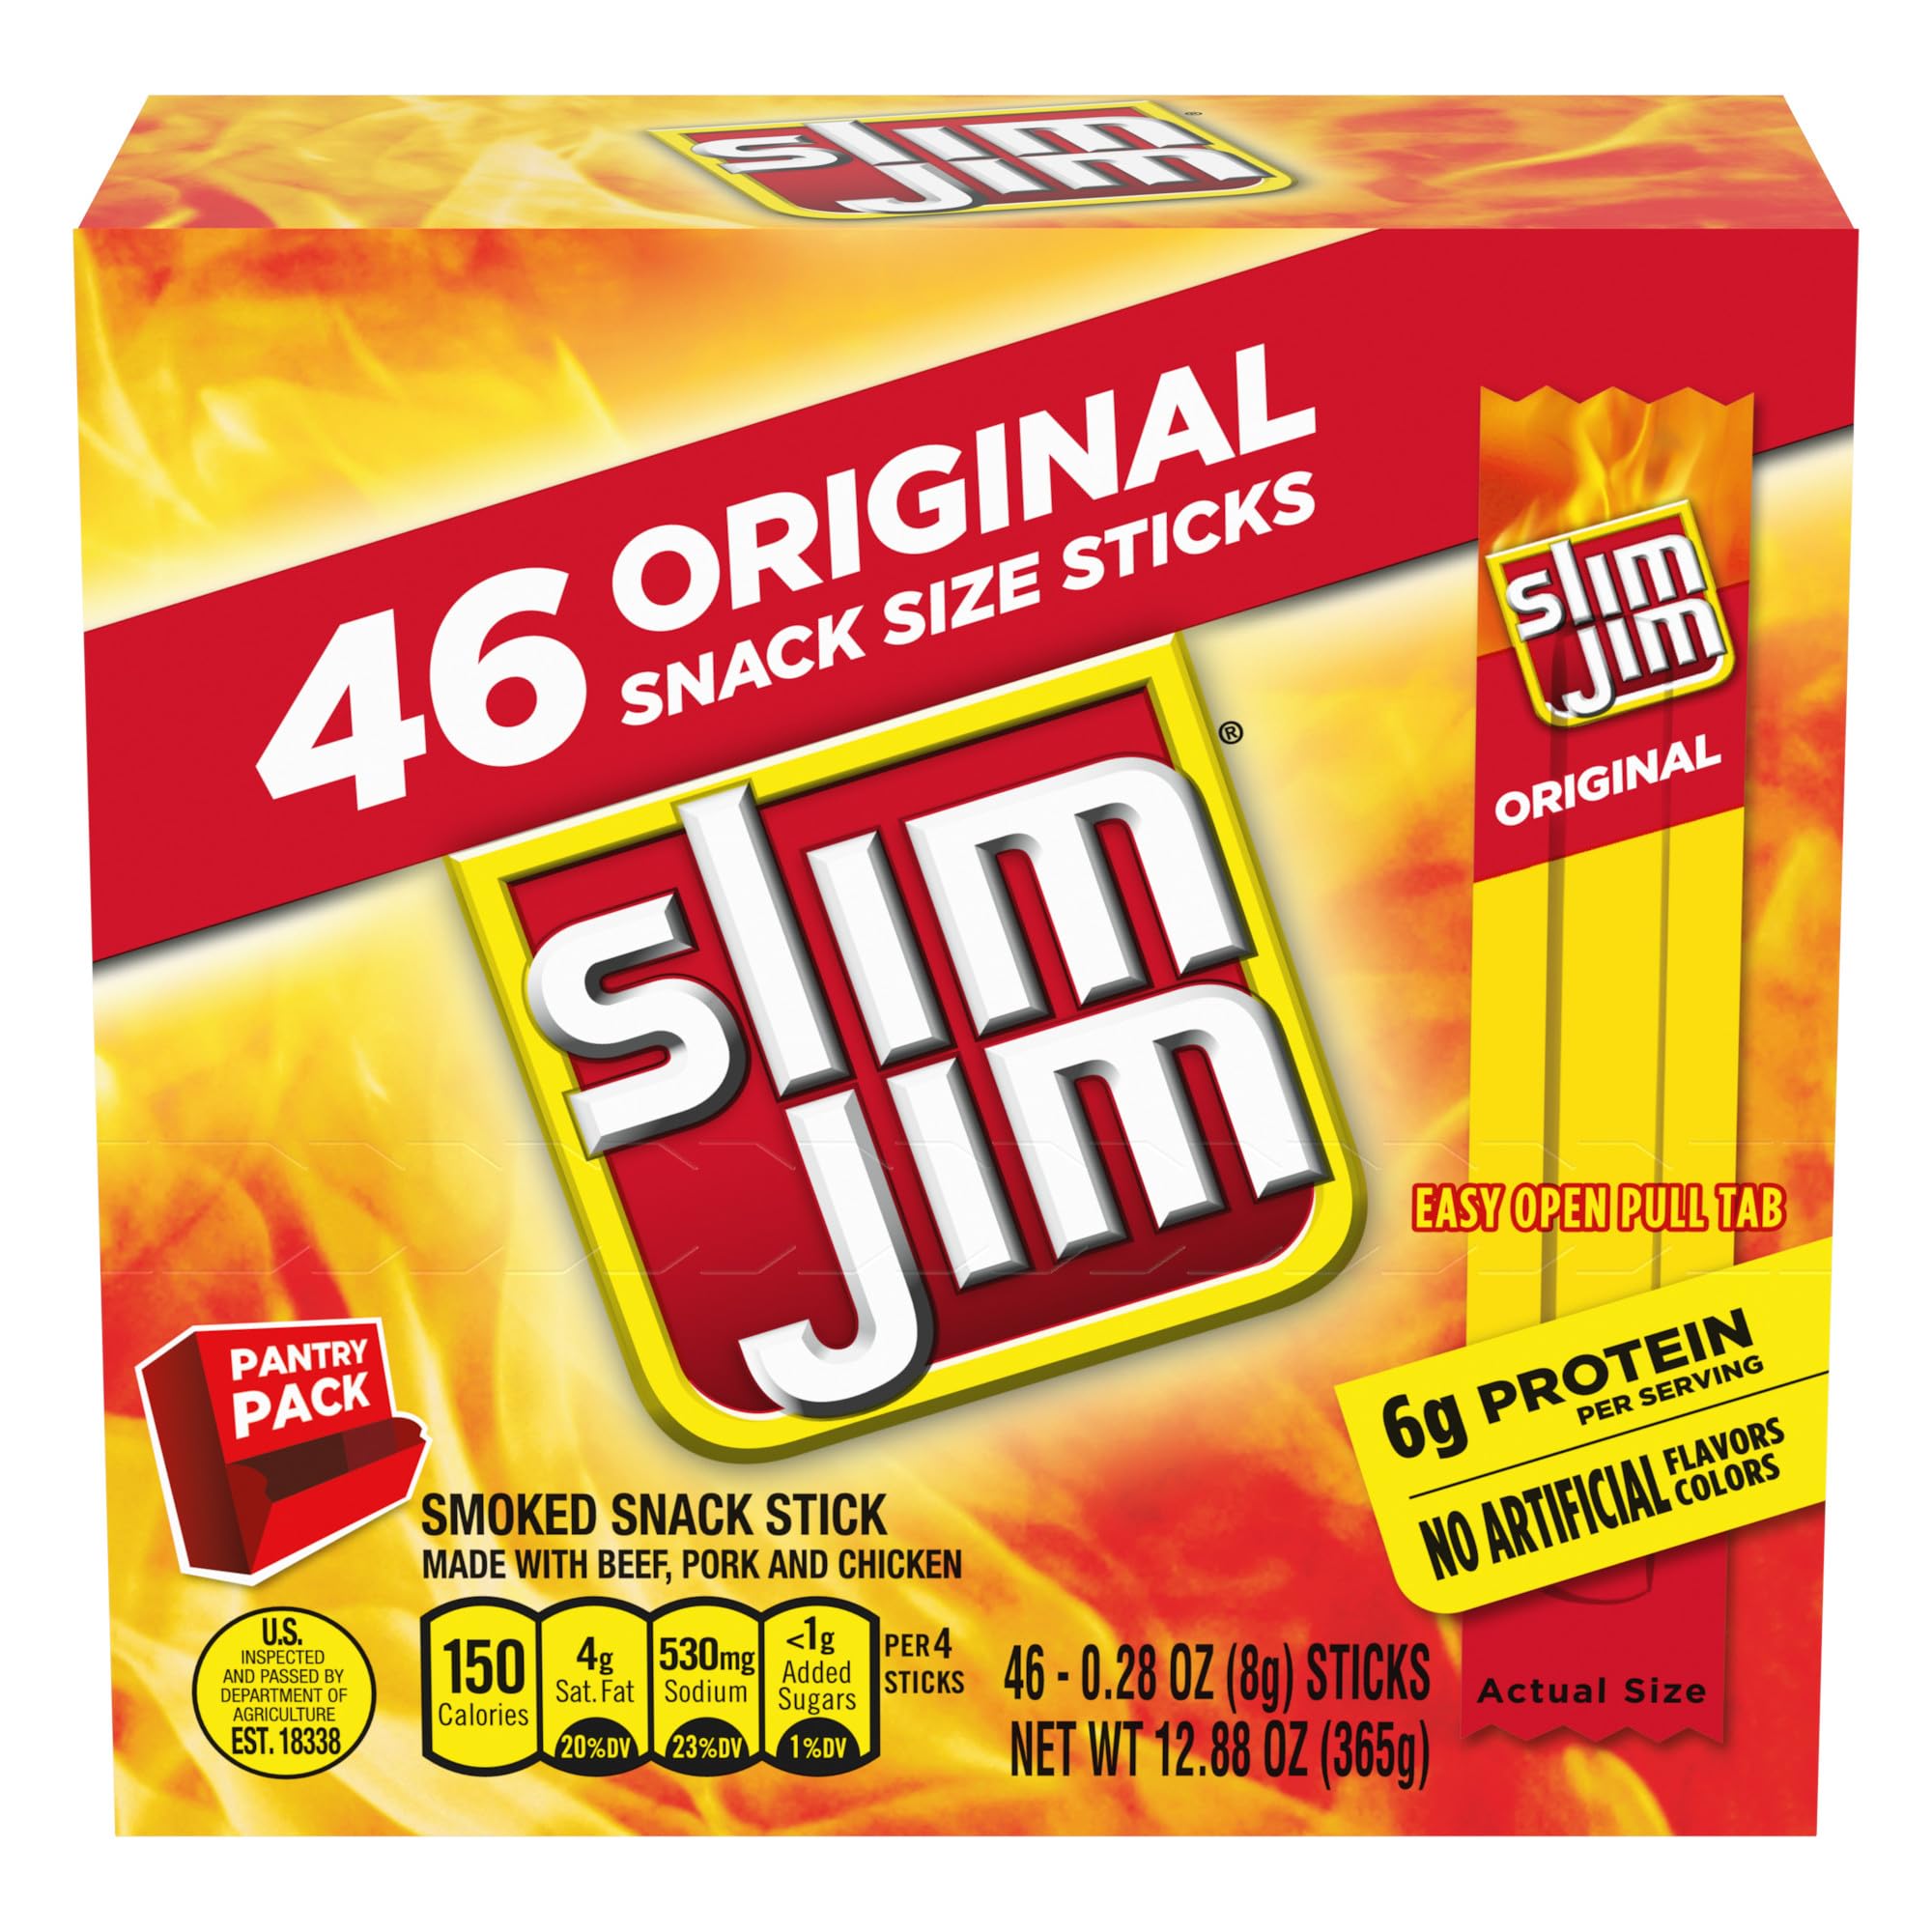 slim
jim
®
46 ORIGINAL
SNACK SIZE STICKS
slim
jim
®
slim
jim
ORIGINAL
EASY OPEN PULL TAB
6g PROTEIN
PER SERVING
NO ARTIFICIAL FLAVORS
COLORS
PANTRY
PACK
SMOKED SNACK STICK
MADE WITH BEEF, PORK AND CHICKEN
U.S.
INSPECTED
AND PASSED BY
DEPARTMENT OF
AGRICULTURE
EST. 18338
150
Calories
4g
Sat. Fat
20%DV
530mg
Sodium
23%DV
<1g
Added
Sugars
1%DV
PER 4
STICKS
46 - 0.28 OZ (8g) STICKS
NET WT 12.88 OZ (365g)
Actual Size